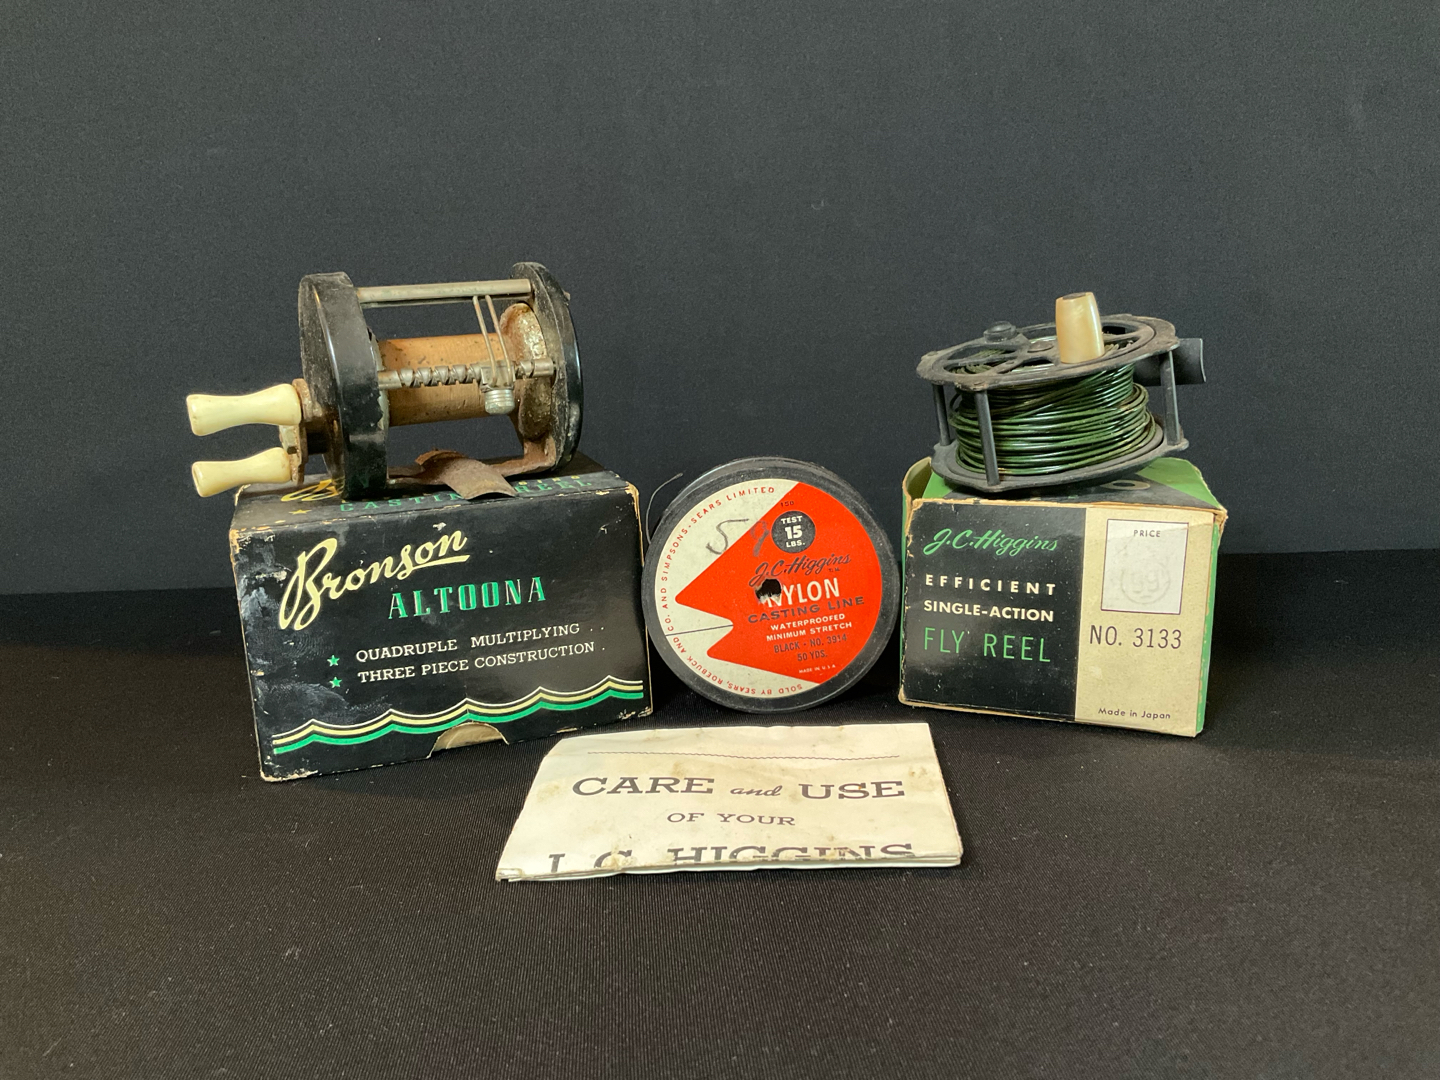 CASTING REEL
Bronson
ALTOONA
QUADRUPLE MULTIPLYING . .
THREE PIECE CONSTRUCTION .
SOLD BY SEARS, ROEBUCK AND CO. AND SIMPSONS-SEARS LIMITED
TEST
15
LBS.
J.C. Higgins
NYLON
CASTING LINE
WATERPROOFED
MINIMUM STRETCH
BLACK - NO.
50 YDS.
MADE IN U.S.A.
J.C. Higgins
EFFICIENT
SINGLE-ACTION
FLY REEL
PRICE
NO. 3133
Made in Japan
CARE and USE
OF YOUR
J. C. HIGGINS